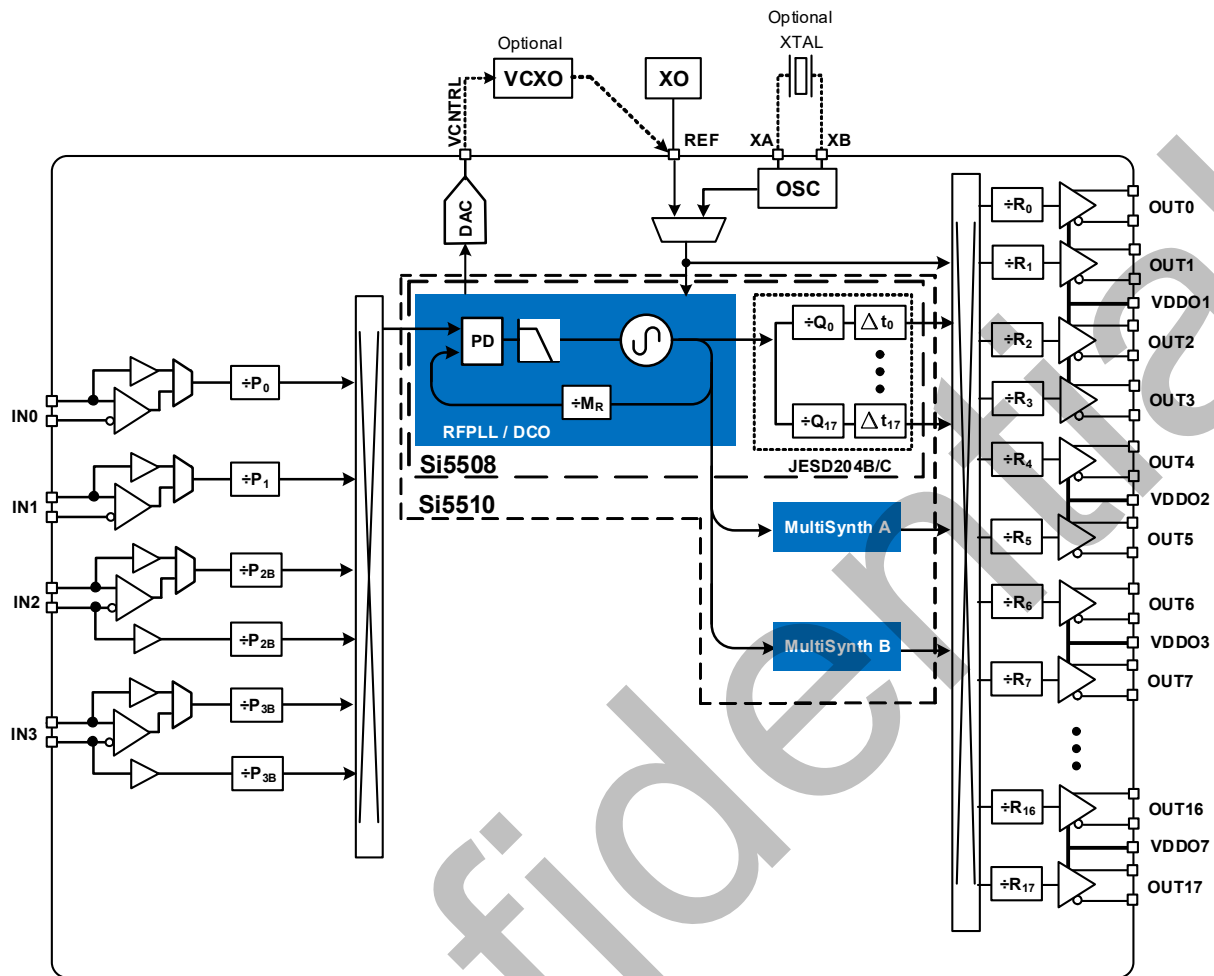 Optional
XTAL
Optional
VCXO
XO
VCNTRL
REF
XA
XB
OSC
DAC
÷R0
OUT0
÷R1
OUT1
VDDO1
÷R2
OUT2
÷R3
OUT3
÷R4
OUT4
VDDO2
÷R5
OUT5
÷R6
OUT6
VDDO3
÷R7
OUT7
÷R16
OUT16
VDDO7
÷R17
OUT17
PD
÷MR
RFPLL / DCO
÷Q0
Δt0
÷Q17
Δt17
JESD204B/C
Si5508
Si5510
MultiSynth A
MultiSynth B
IN0
÷P0
IN1
÷P1
IN2
÷P2B
÷P2B
IN3
÷P3B
÷P3B
fidential